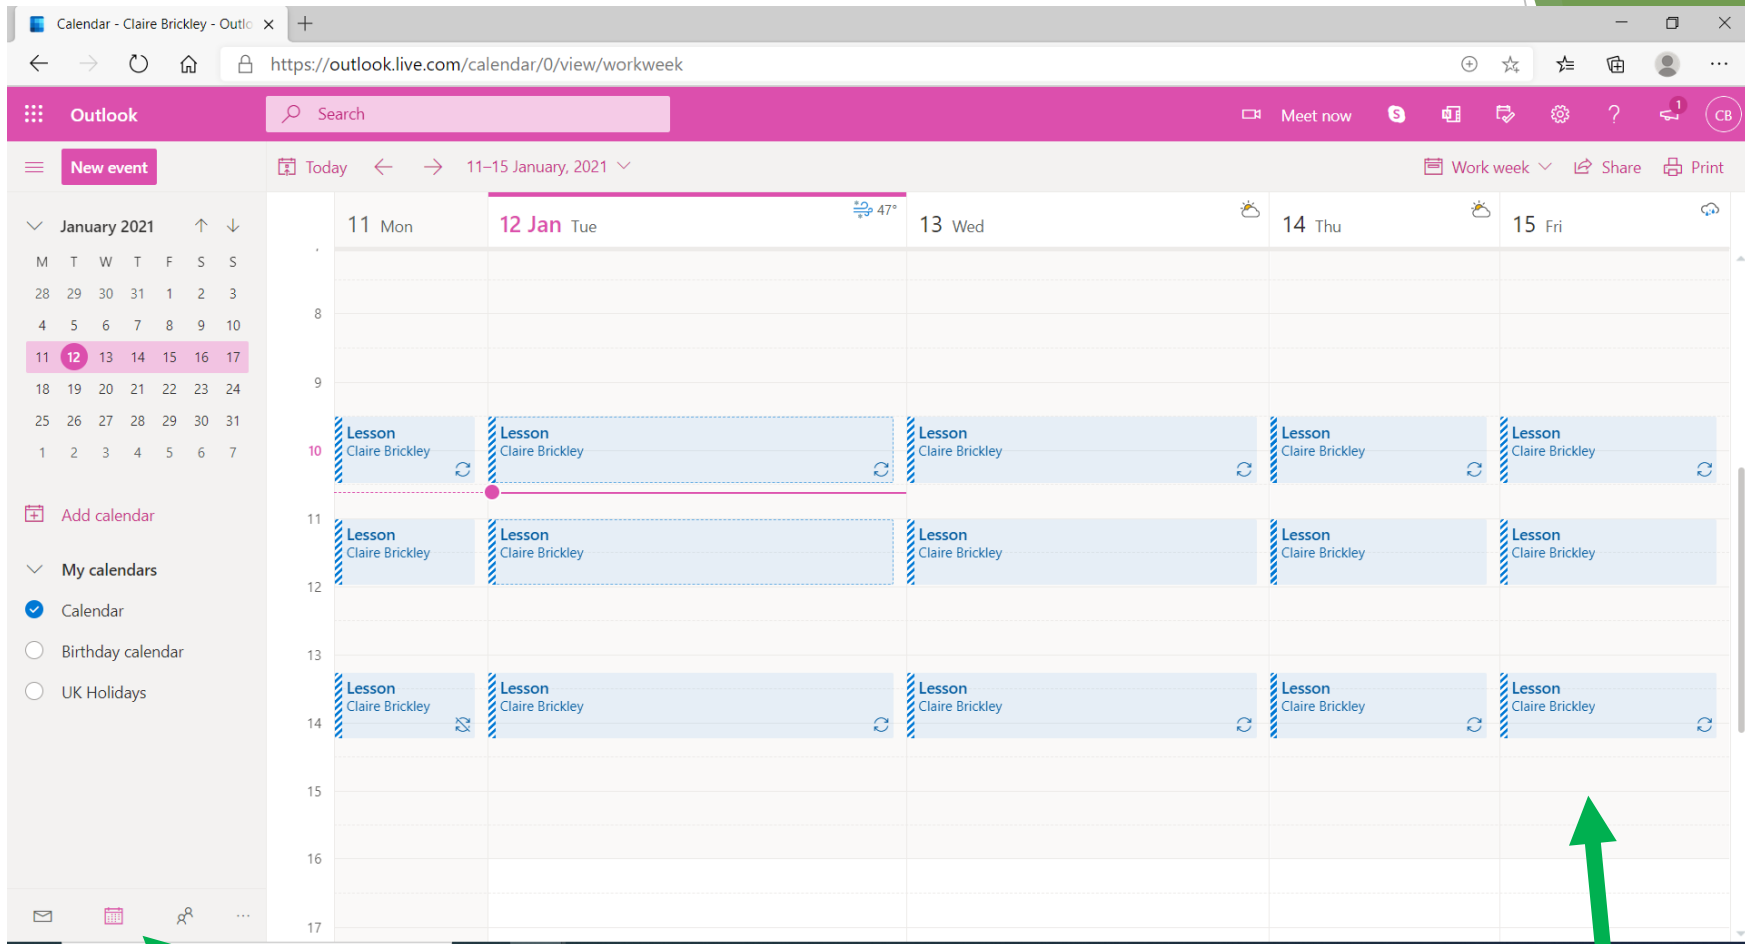 Calendar - Claire Brickley - Outlo
https://outlook.live.com/calendar/0/view/workweek
Outlook
Search
Meet now
1
CB
New event
Today
11–15 January, 2021
Work week
Share
Print
January 2021
M T W T F S S
28 29 30 31 1 2 3
4 5 6 7 8 9 10
11 12 13 14 15 16 17
18 19 20 21 22 23 24
25 26 27 28 29 30 31
1 2 3 4 5 6 7
Add calendar
My calendars
Calendar
Birthday calendar
UK Holidays
11 Mon
12 Jan Tue
47°
13 Wed
14 Thu
15 Fri
8
9
10
Lesson
Claire Brickley
Lesson
Claire Brickley
Lesson
Claire Brickley
Lesson
Claire Brickley
Lesson
Claire Brickley
11
Lesson
Claire Brickley
Lesson
Claire Brickley
Lesson
Claire Brickley
Lesson
Claire Brickley
Lesson
Claire Brickley
12
13
Lesson
Claire Brickley
Lesson
Claire Brickley
Lesson
Claire Brickley
Lesson
Claire Brickley
Lesson
Claire Brickley
14
15
16
17